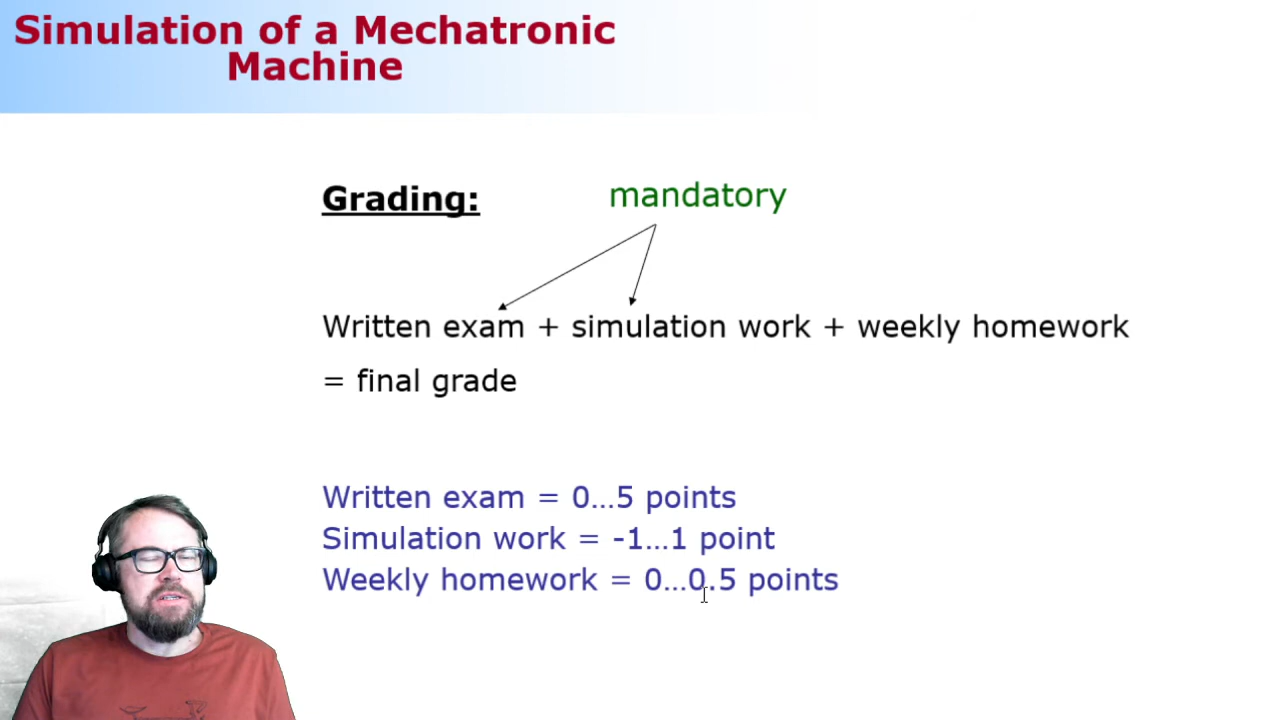 Simulation of a Mechatronic
Machine
Grading:
mandatory
Written exam + simulation work + weekly homework
= final grade
Written exam = 0…5 points
Simulation work = -1…1 point
Weekly homework = 0…0.5 points